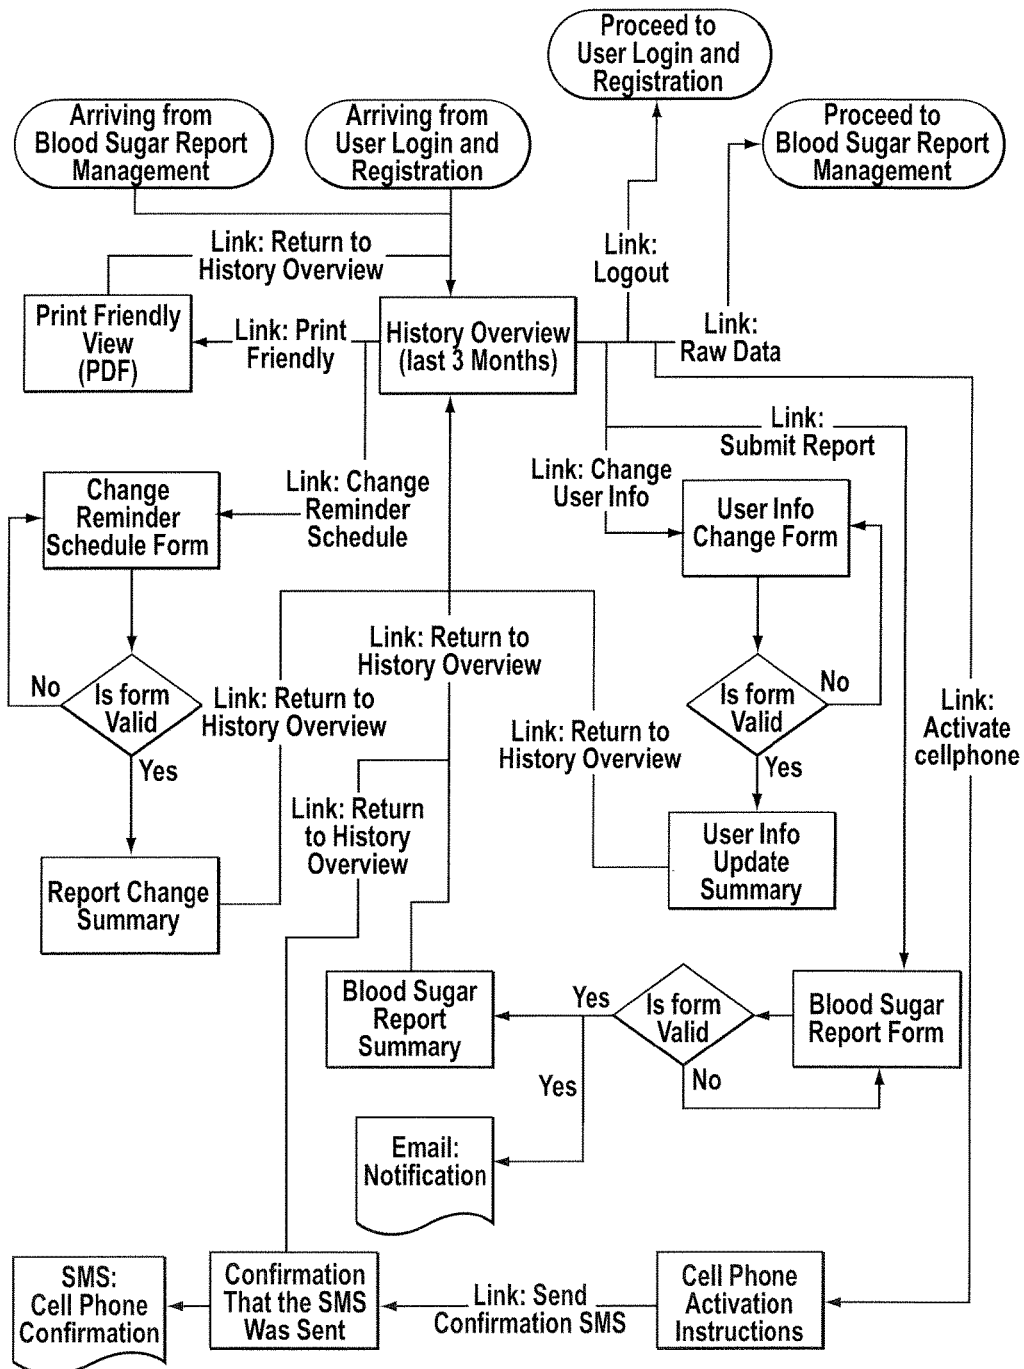 Proceed to
User Login and
Registration
Arriving from
Blood Sugar Report
Management
Arriving from
User Login and
Registration
Proceed to
Blood Sugar Report
Management
Link: Return to
History Overview
Link:
Logout
Print Friendly
View
(PDF)
Link: Print
Friendly
History Overview
(last 3 Months)
Link:
Raw Data
Link:
Submit Report
Link: Change
User Info
Change
Reminder
Schedule Form
Link: Change
Reminder
Schedule
User Info
Change Form
Link: Return to
History Overview
No
Is form
Valid
Yes
Link: Return to
History Overview
Link: Return to
History Overview
Is form
Valid
No
Yes
Link:
Activate
cellphone
Link: Return
to History
Overview
User Info
Update
Summary
Report Change
Summary
Blood Sugar
Report
Summary
Yes
Is form
Valid
No
Blood Sugar
Report Form
Yes
Email:
Notification
SMS:
Cell Phone
Confirmation
Confirmation
That the SMS
Was Sent
Link: Send
Confirmation SMS
Cell Phone
Activation
Instructions